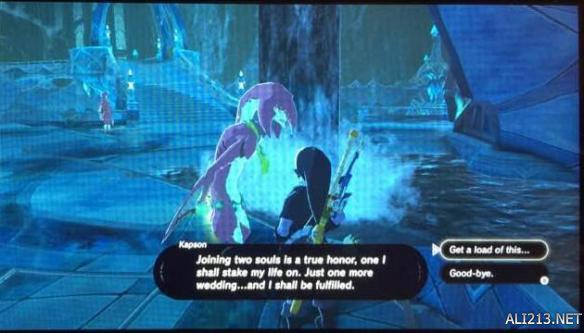 Kapson
Joining two souls is a true honor, one I
shall stake my life on. Just one more
wedding...and I shall be fulfilled.
Get a load of this...
Good-bye.
ALI213.NET